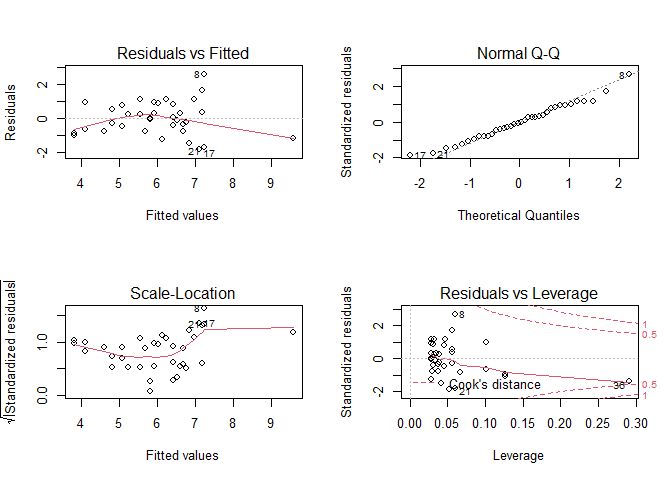 Residuals vs Fitted
Residuals
-2 0 2
8
21
17
4 5 6 7 8 9
Fitted values
Normal Q-Q
Standardized residuals
-2 0 2
17
21
8
-2 -1 0 1 2
Theoretical Quantiles
Scale-Location
√|Standardized residuals|
0.0 1.0
8
21
17
4 5 6 7 8 9
Fitted values
Residuals vs Leverage
Standardized residuals
-2 0 2
8
21
36
Cook's distance
1
0.5
0.5
1
0.00 0.05 0.10 0.15 0.20 0.25 0.30
Leverage